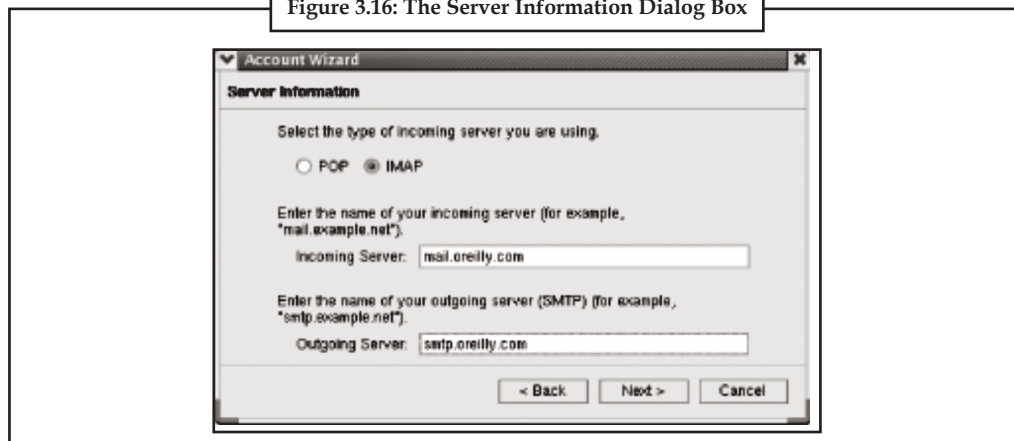 Figure 3.16: The Server Information Dialog Box
Account Wizard
Server Information
Select the type of incoming server you are using.
POP IMAP
Enter the name of your incoming server (for example,
"mail.example.net").
Incoming Server: mail.oreilly.com
Enter the name of your outgoing server (SMTP) (for example,
"smtp.example.net").
Outgoing Server: smtp.oreilly.com
< Back Next > Cancel